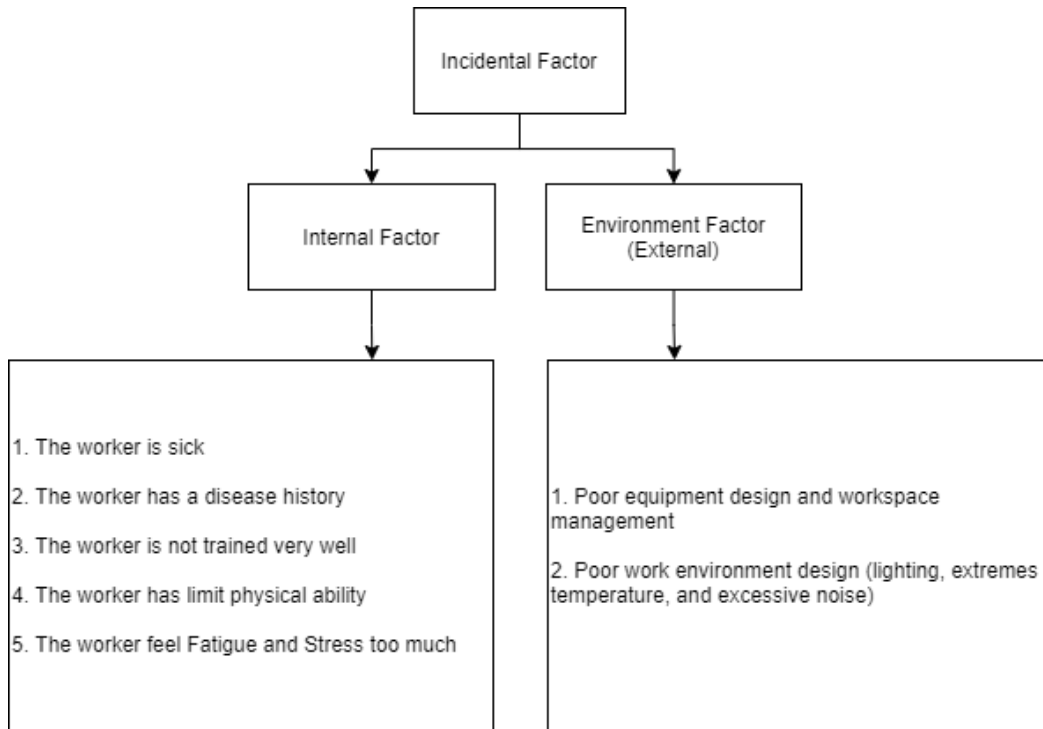 Incidental Factor
Internal Factor
Environment Factor
(External)
1. The worker is sick
2. The worker has a disease history
3. The worker is not trained very well
4. The worker has limit physical ability
5. The worker feel Fatigue and Stress too much
1. Poor equipment design and workspace
management
2. Poor work environment design (lighting, extremes
temperature, and excessive noise)